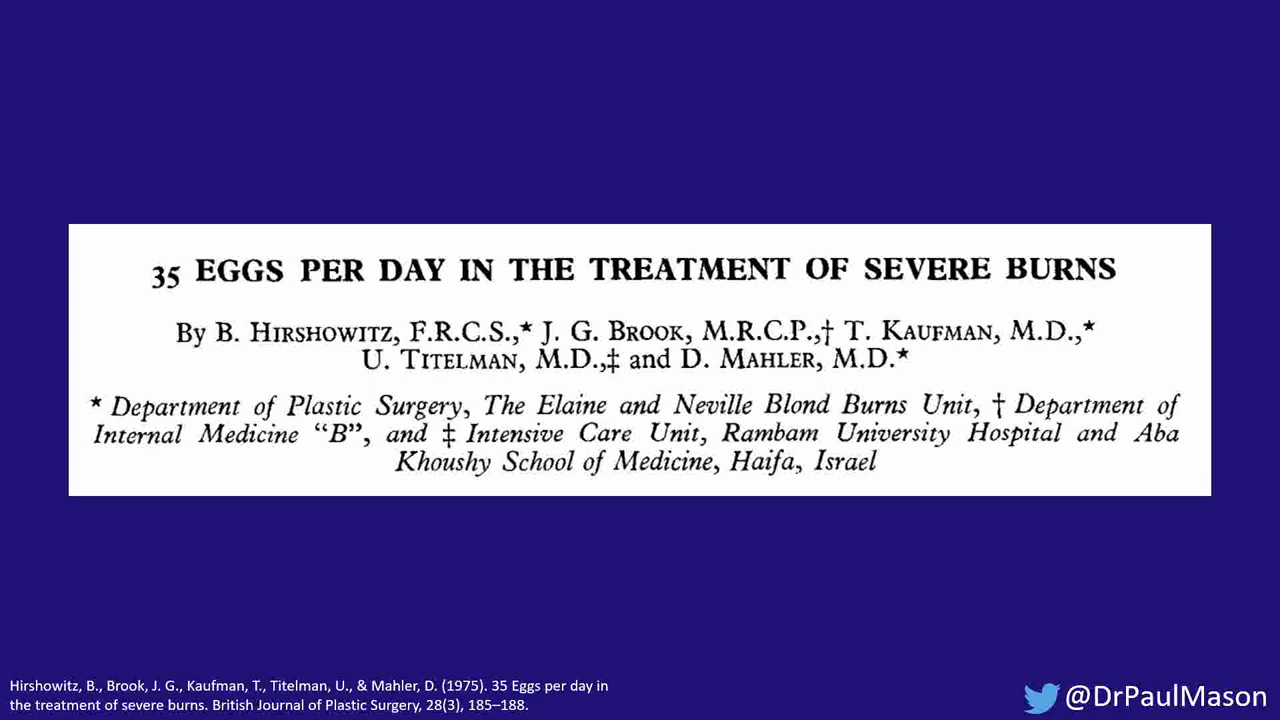 35 EGGS PER DAY IN THE TREATMENT OF SEVERE BURNS
By B. HIRSHOWITZ, F.R.C.S.,★ J. G. BROOK, M.R.C.P.,† T. KAUFMAN, M.D.,★
U. TITELMAN, M.D.,‡ and D. MAHLER, M.D.★
★ Department of Plastic Surgery, The Elaine and Neville Blond Burns Unit, † Department of
Internal Medicine “B”, and ‡ Intensive Care Unit, Rambam University Hospital and Aba
Khoushy School of Medicine, Haifa, Israel
Hirshowitz, B., Brook, J. G., Kaufman, T., Titelman, U., & Mahler, D. (1975). 35 Eggs per day in
the treatment of severe burns. British Journal of Plastic Surgery, 28(3), 185–188.
@DrPaulMason